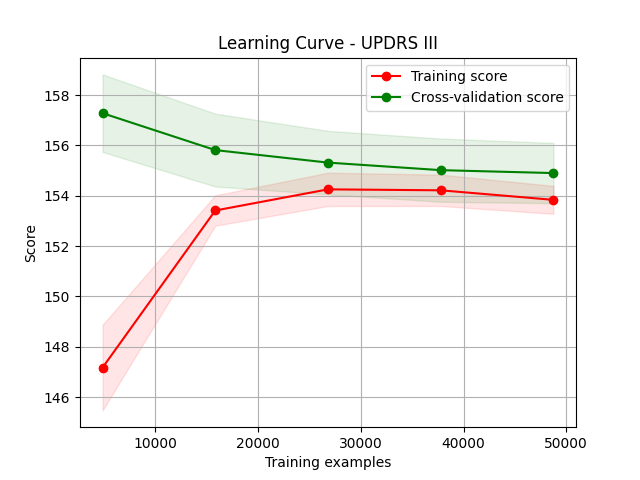 Learning Curve - UPDRS III
Training score
Cross-validation score
158
156
154
152
150
148
146
Score
10000 20000 30000 40000 50000
Training examples